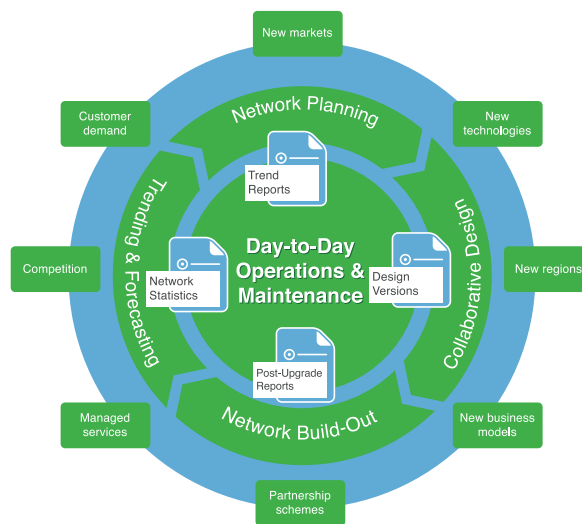 New markets
Customer
demand
New
technologies
Network Planning
Trend
Reports
Trending & Forecasting
Collaborative Design
Day-to-Day
Operations &
Maintenance
Competition
Network
Statistics
Design
Versions
New regions
Post-Upgrade
Reports
Network Build-Out
Managed
services
New business
models
Partnership
schemes